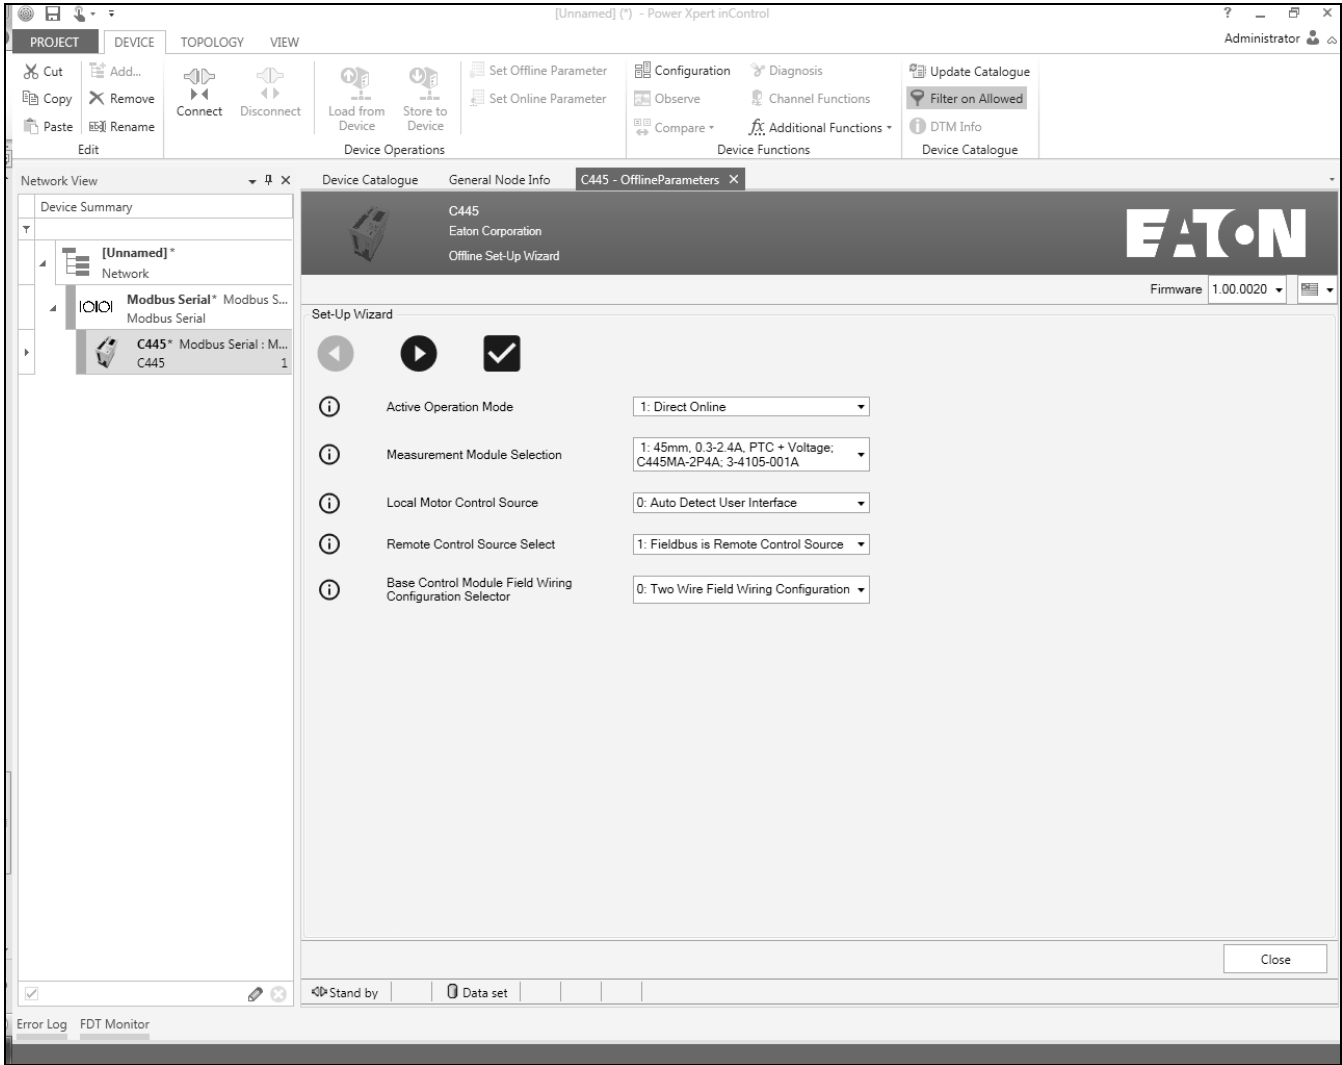 [Unnamed] (*) - Power Xpert inControl
?
PROJECT DEVICE TOPOLOGY VIEW
Administrator
Cut
Copy
Paste
Add...
Remove
Rename
Edit
Connect
Disconnect
Load from
Device
Store to
Device
Device Operations
Set Offline Parameter
Set Online Parameter
Configuration
Observe
Compare
Diagnosis
Channel Functions
fx Additional Functions
Device Functions
Update Catalogue
Filter on Allowed
DTM Info
Device Catalogue
Network View
Device Summary
[Unnamed]*
Network
Modbus Serial* Modbus S...
Modbus Serial
C445* Modbus Serial : M...
C445 1
Device Catalogue General Node Info C445 - OfflineParameters
C445
Eaton Corporation
Offline Set-Up Wizard
EATON
Firmware 1.00.0020
Set-Up Wizard
Active Operation Mode 1: Direct Online
Measurement Module Selection 1: 45mm, 0.3-2.4A, PTC + Voltage;
C445MA-2P4A; 3-4105-001A
Local Motor Control Source 0: Auto Detect User Interface
Remote Control Source Select 1: Fieldbus is Remote Control Source
Base Control Module Field Wiring
Configuration Selector
0: Two Wire Field Wiring Configuration
Close
Stand by Data set
Error Log FDT Monitor